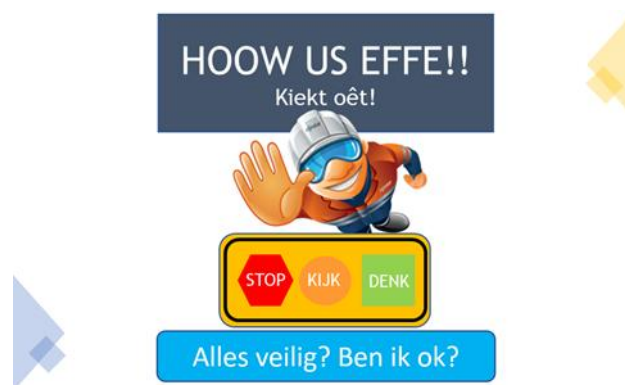 HOOW US EFFE!!
Kiekt oêt!
STOP KIJK DENK
Alles veilig? Ben ik ok?